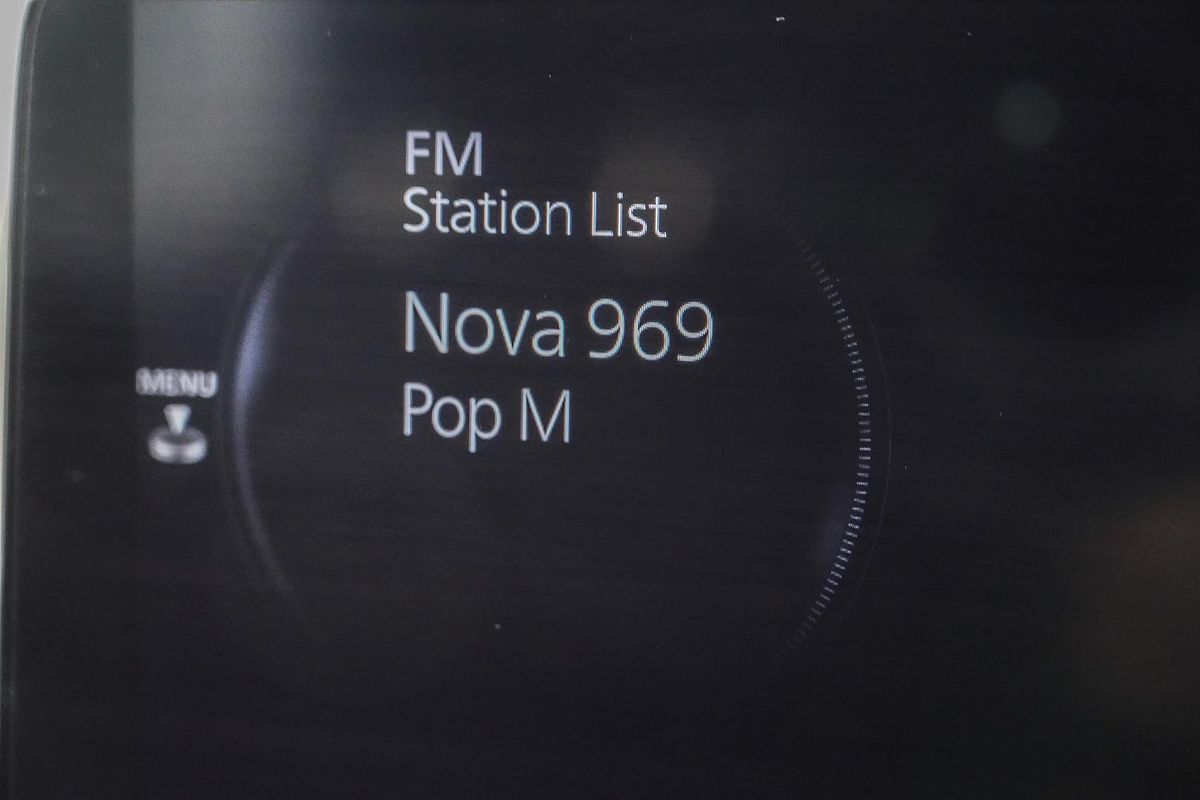 FM
Station List
Nova 969
Pop M
MENU